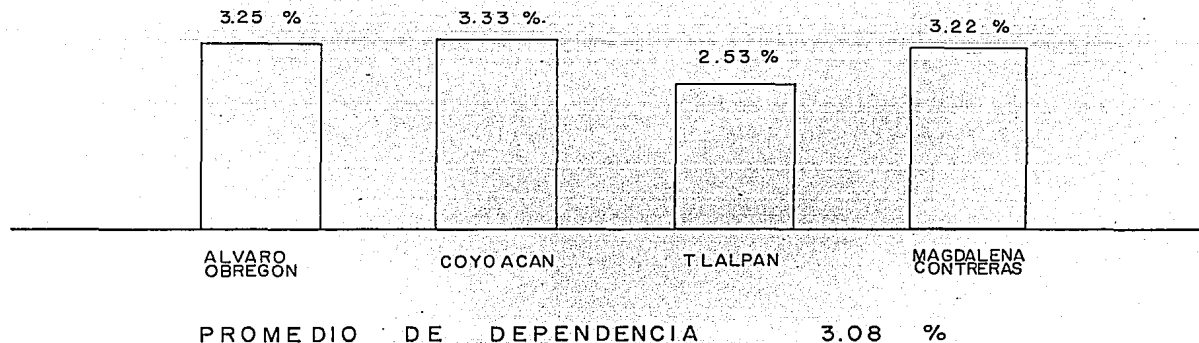 3.25 %
3.33 %.
2.53 %
3.22 %
ALVARO
OBREGON
COYOACAN
TLALPAN
MAGDALENA
CONTRERAS
PROMEDIO DE DEPENDENCIA 3.08 %